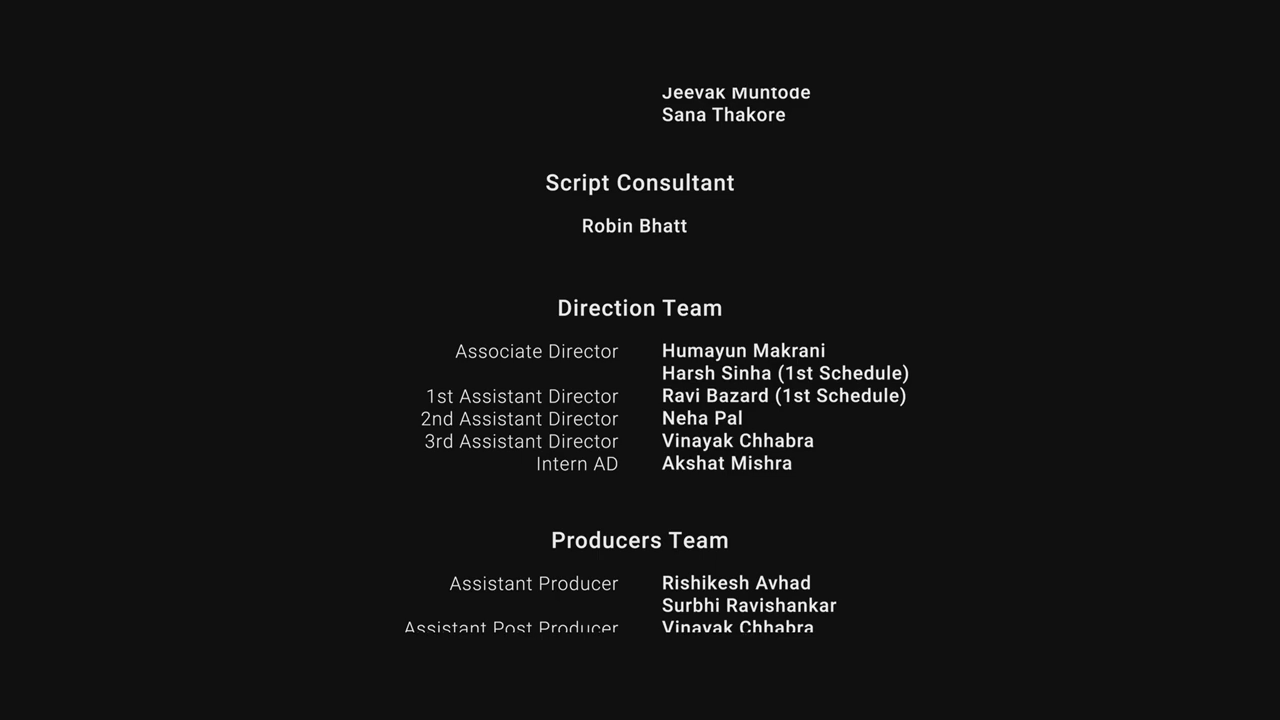 Jeevak Muntode
Sana Thakore
Script Consultant
Robin Bhatt
Direction Team
Associate Director Humayun Makrani
Harsh Sinha (1st Schedule)
1st Assistant Director Ravi Bazard (1st Schedule)
2nd Assistant Director Neha Pal
3rd Assistant Director Vinayak Chhabra
Intern AD Akshat Mishra
Producers Team
Assistant Producer Rishikesh Avhad
Surbhi Ravishankar
Assistant Post Producer Vinayak Chhabra